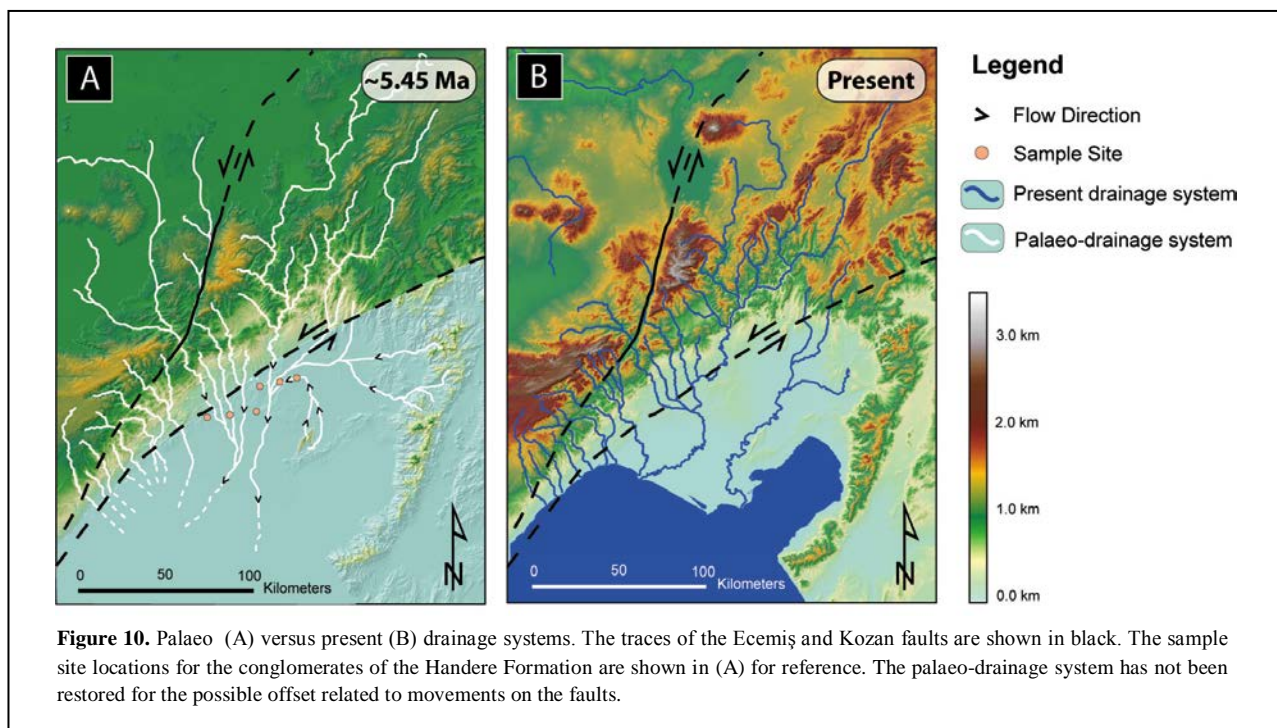 A
~5.45 Ma
0 50 100
Kilometers
N
B
Present
0 50 100
Kilometers
N
Legend
Flow Direction
Sample Site
Present drainage system
Palaeo-drainage system
3.0 km
2.0 km
1.0 km
0.0 km
Figure 10. Palaeo (A) versus present (B) drainage systems. The traces of the Ecemiş and Kozan faults are shown in black. The sample
site locations for the conglomerates of the Handere Formation are shown in (A) for reference. The palaeo-drainage system has not been
restored for the possible offset related to movements on the faults.